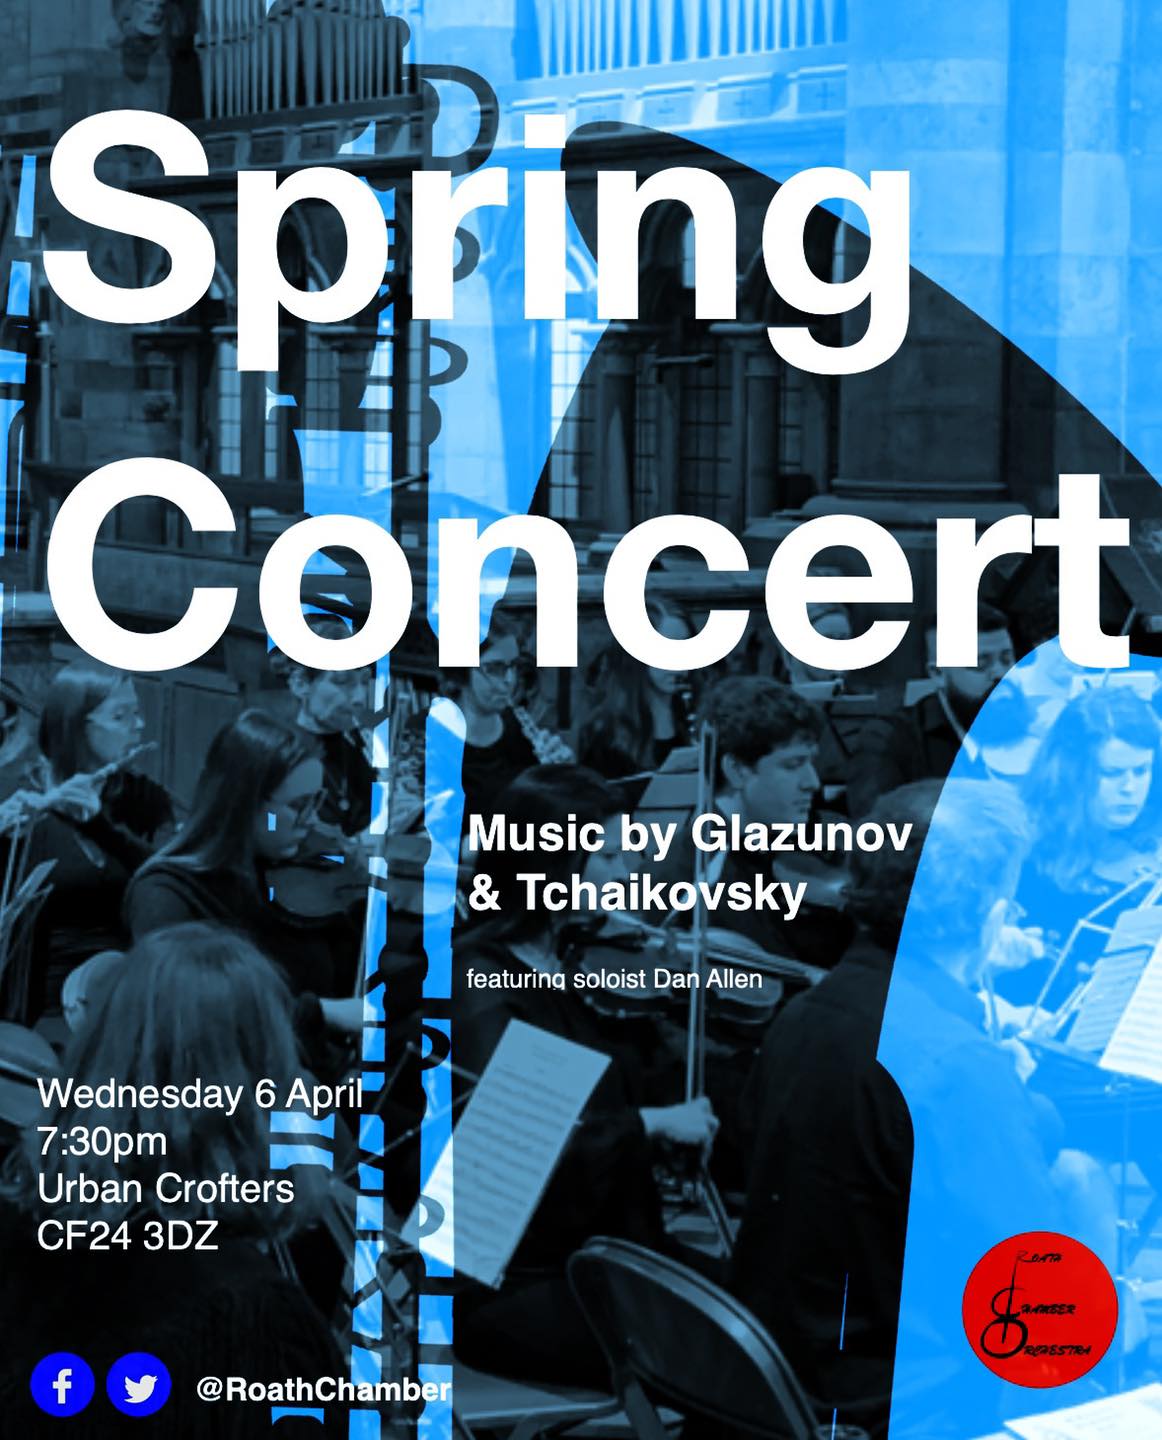 Spring
Concert
Music by Glazunov
& Tchaikovsky
featuring soloist Dan Allen
Wednesday 6 April
7:30pm
Urban Crofters
CF24 3DZ
@RoathChamber
ROATH
CHAMBER
ORCHESTRA